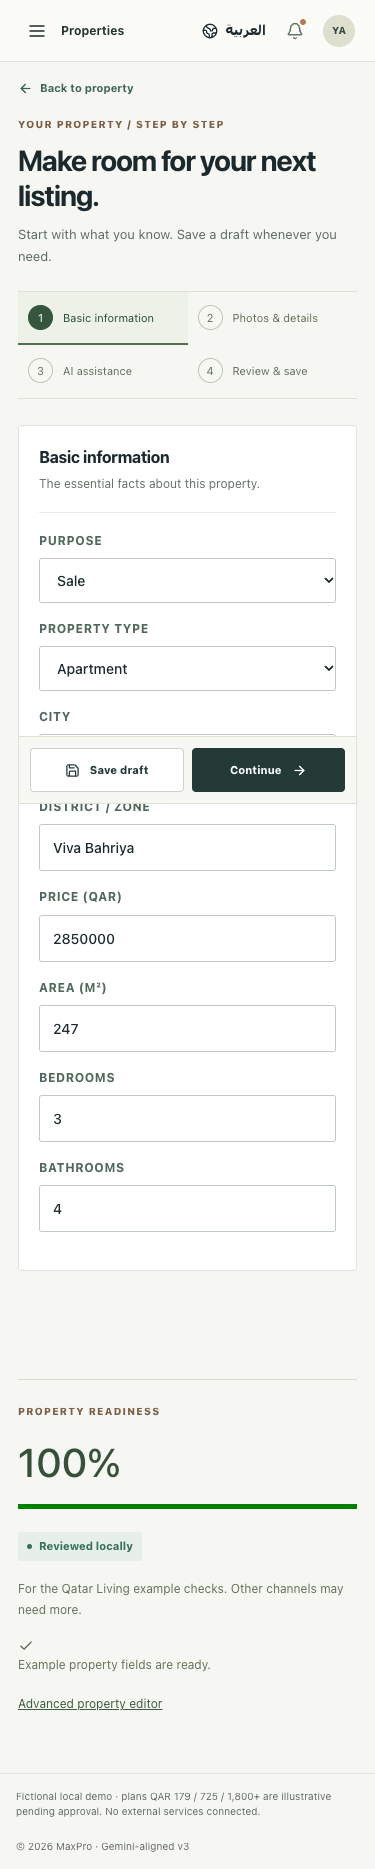 Properties
العربية
YA
Back to property
YOUR PROPERTY / STEP BY STEP
Make room for your next
listing.
Start with what you know. Save a draft whenever you
need.
1 Basic information
2 Photos & details
3 AI assistance
4 Review & save
Basic information
The essential facts about this property.
PURPOSE
Sale
PROPERTY TYPE
Apartment
CITY
Save draft
Continue
DISTRICT / ZONE
Viva Bahriya
PRICE (QAR)
2850000
AREA (M²)
247
BEDROOMS
3
BATHROOMS
4
PROPERTY READINESS
100%
Reviewed locally
For the Qatar Living example checks. Other channels may
need more.
Example property fields are ready.
Advanced property editor
Fictional local demo · plans QAR 179 / 725 / 1,800+ are illustrative
pending approval. No external services connected.
© 2026 MaxPro · Gemini-aligned v3